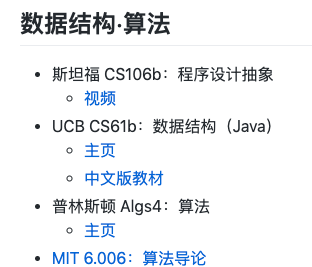 数据结构·算法
斯坦福 CS106b：程序设计抽象
视频
UCB CS61b：数据结构（Java）
主页
中文版教材
普林斯顿 Algs4：算法
主页
MIT 6.006：算法导论